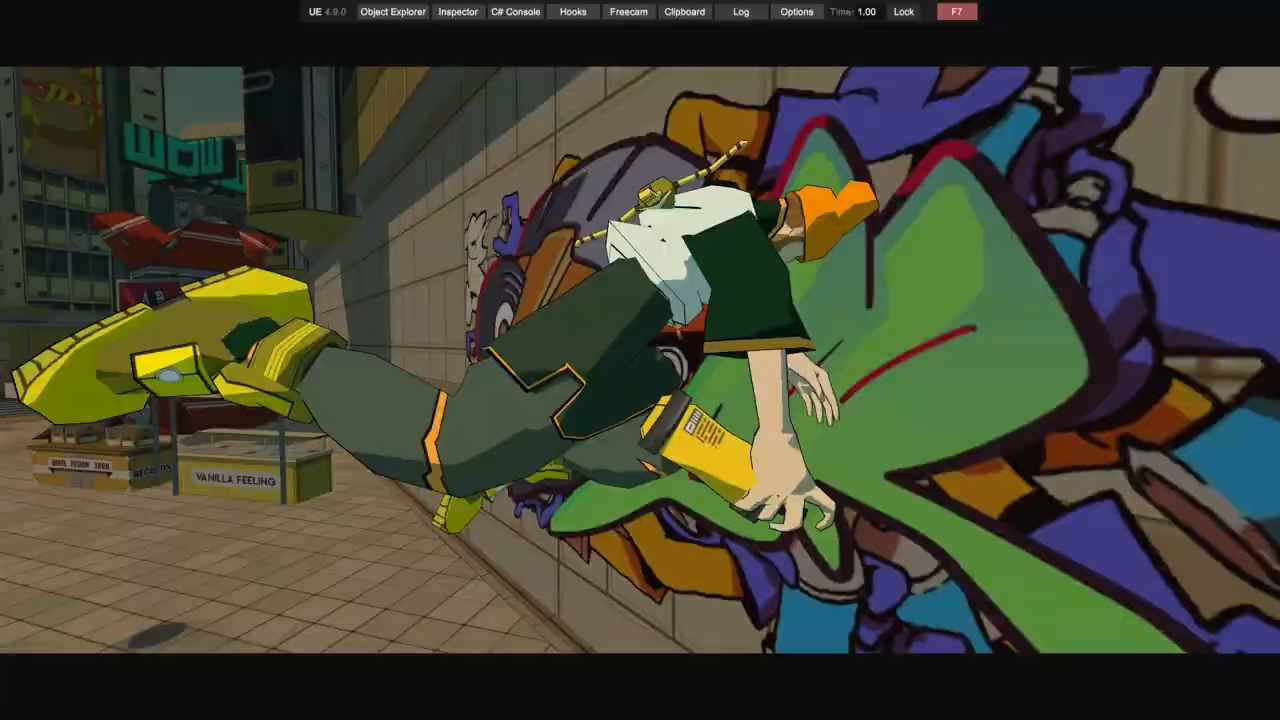 UE 4.9.0 Object Explorer Inspector C# Console Hooks Freecam Clipboard Log Options Time: 1.00 Lock F7
WOW
VANILLA FEELING